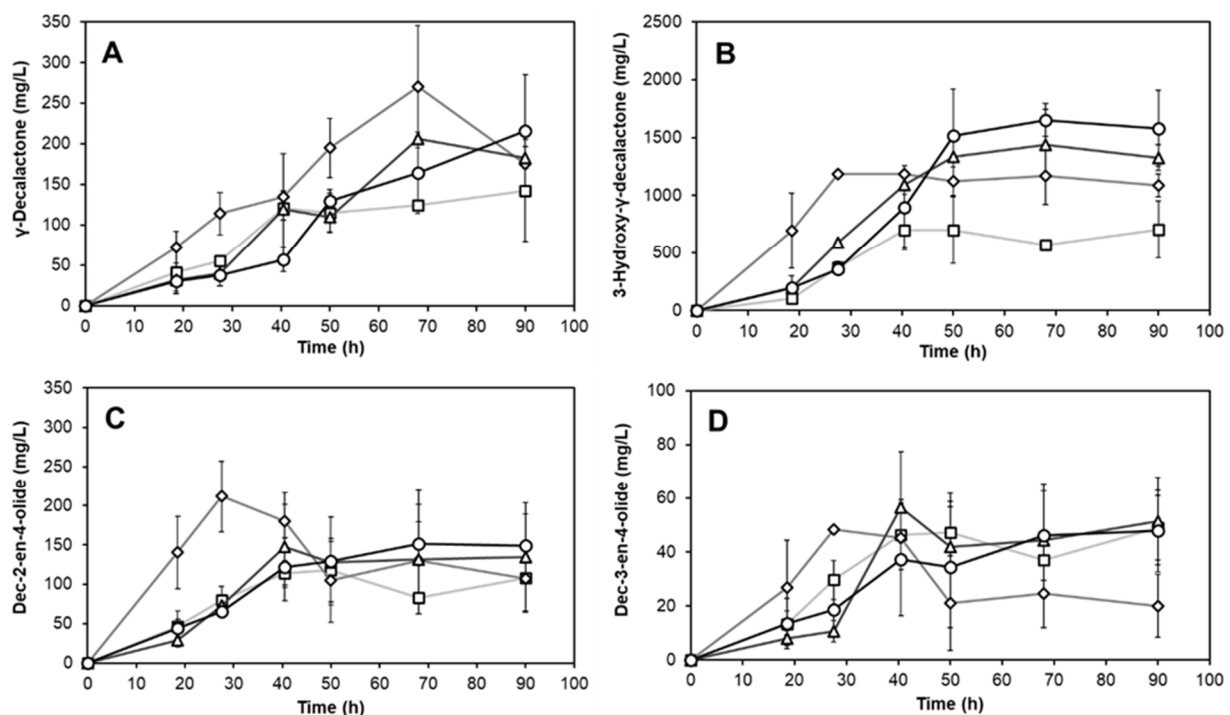 A
γ-Decalactone (mg/L)
350
300
250
200
150
100
50
0
0 10 20 30 40 50 60 70 80 90 100
Time (h)
B
3-Hydroxy-γ-decalactone (mg/L)
2500
2000
1500
1000
500
0
0 10 20 30 40 50 60 70 80 90 100
Time (h)
C
Dec-2-en-4-olide (mg/L)
350
300
250
200
150
100
50
0
0 10 20 30 40 50 60 70 80 90 100
Time (h)
D
Dec-3-en-4-olide (mg/L)
100
80
60
40
20
0
0 10 20 30 40 50 60 70 80 90 100
Time (h)